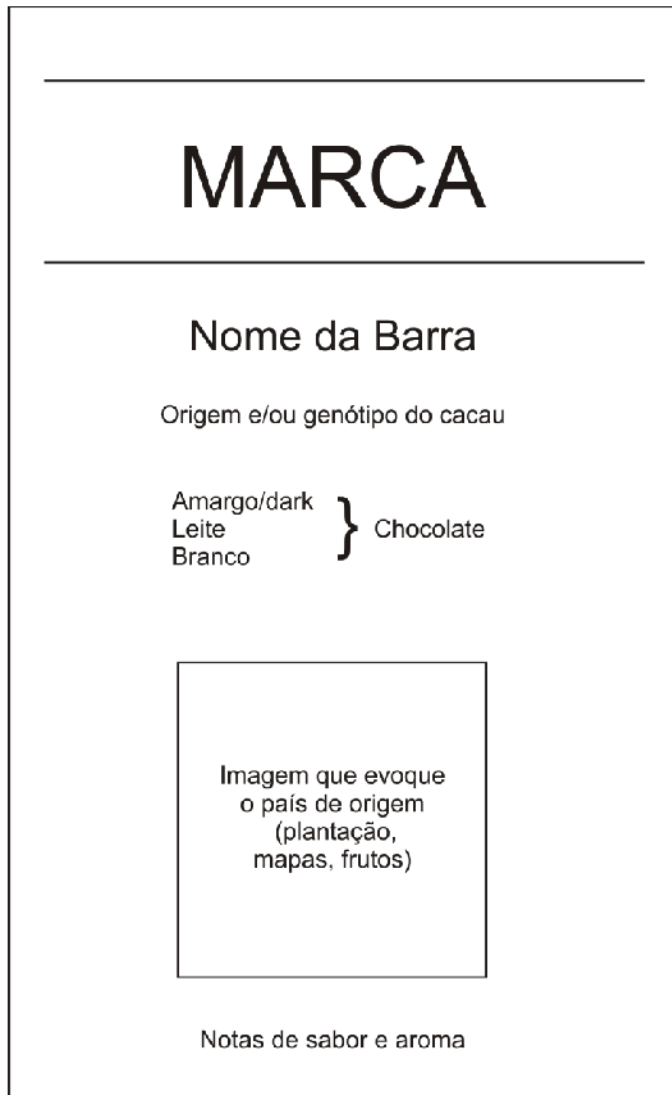 MARCA
Nome da Barra
Origem e/ou genótipo do cacau
Amargo/dark
Leite
Branco
} Chocolate
Imagem que evoque
o país de origem
(plantação,
mapas, frutos)
Notas de sabor e aroma